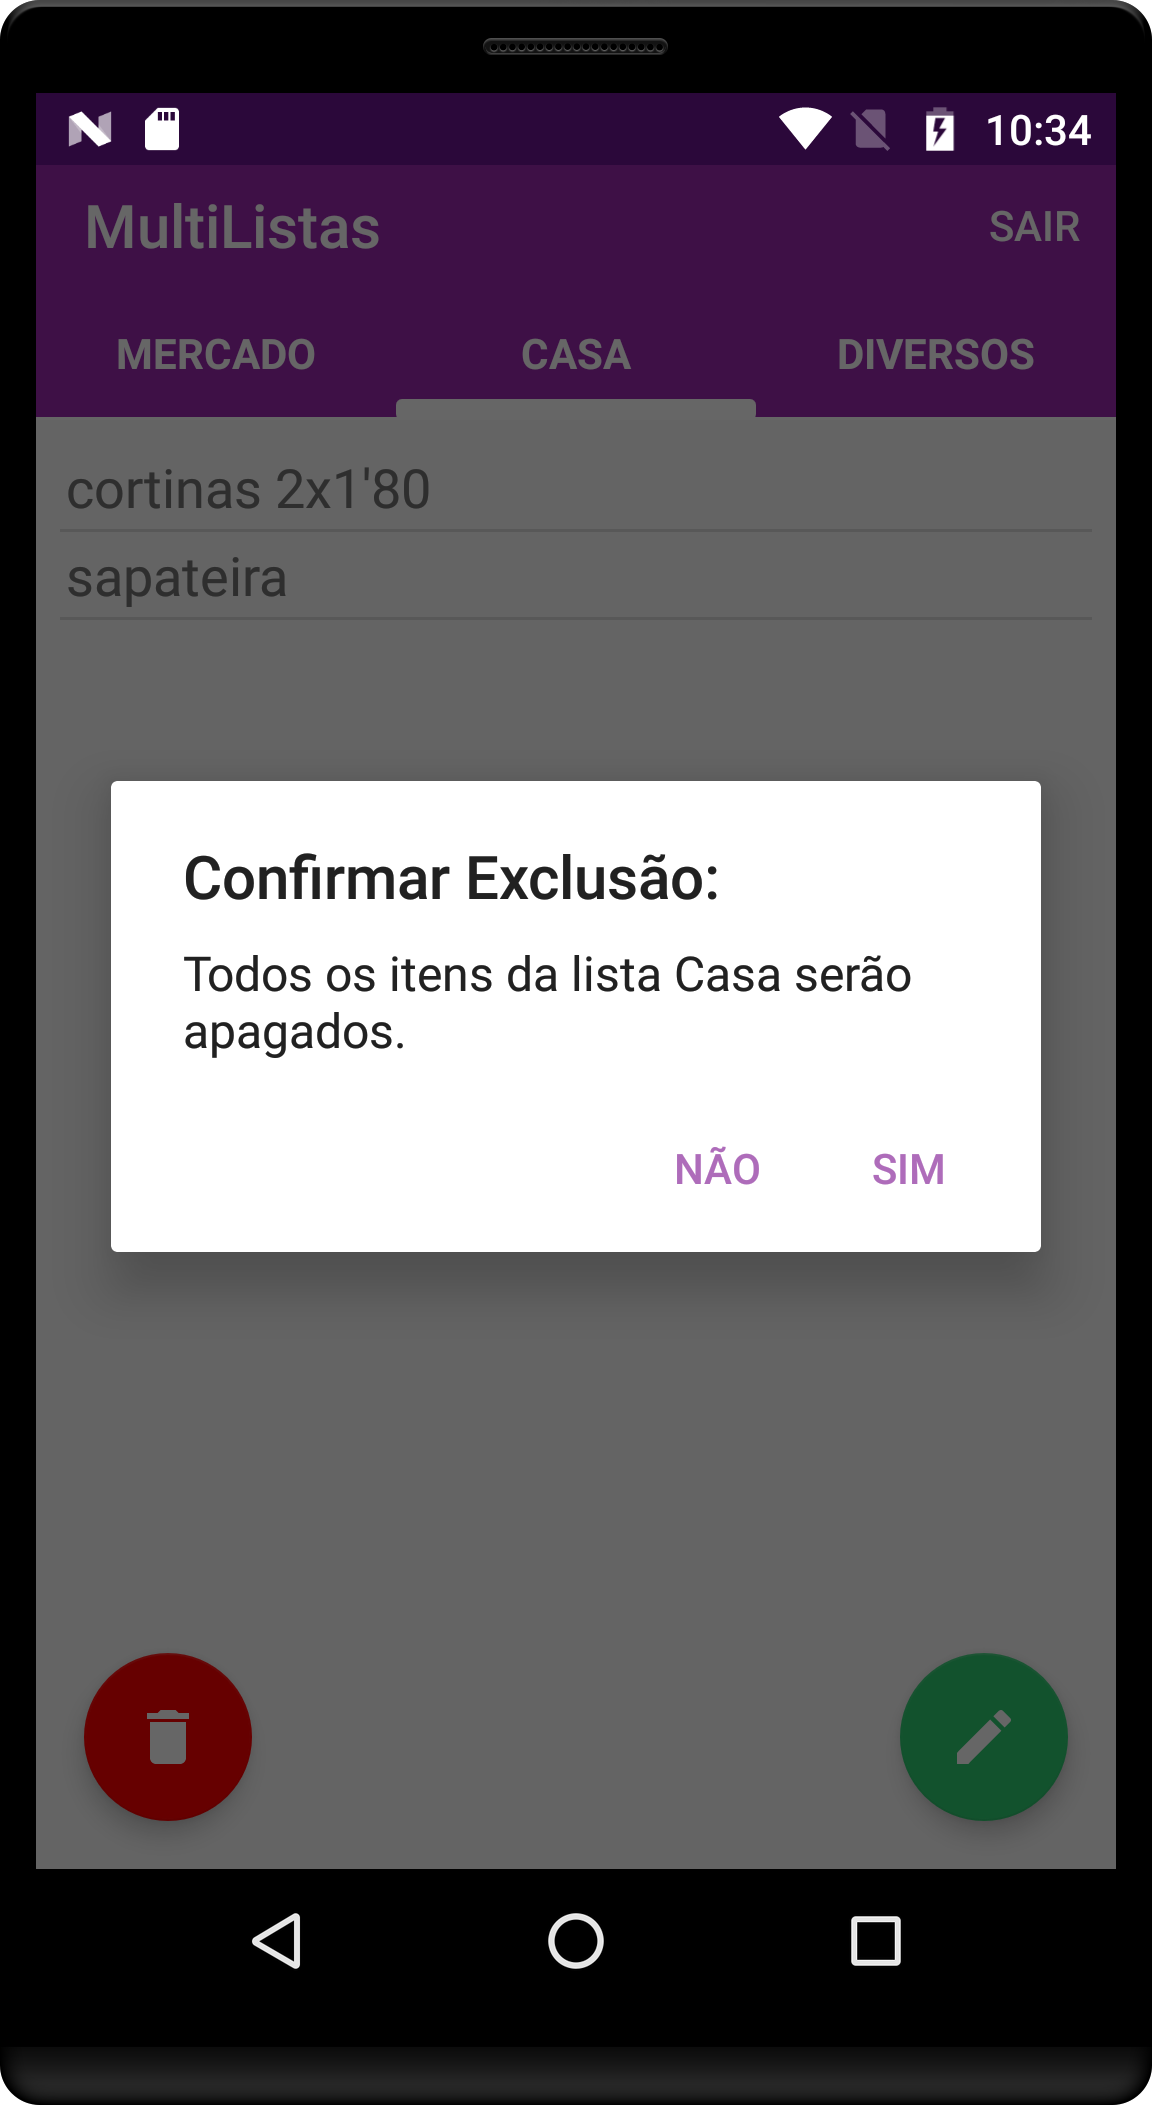 10:34
MultiListas SAIR
MERCADO CASA DIVERSOS
cortinas 2x1'80
sapateira
Confirmar Exclusão:
Todos os itens da lista Casa serão
apagados.
NÃO SIM